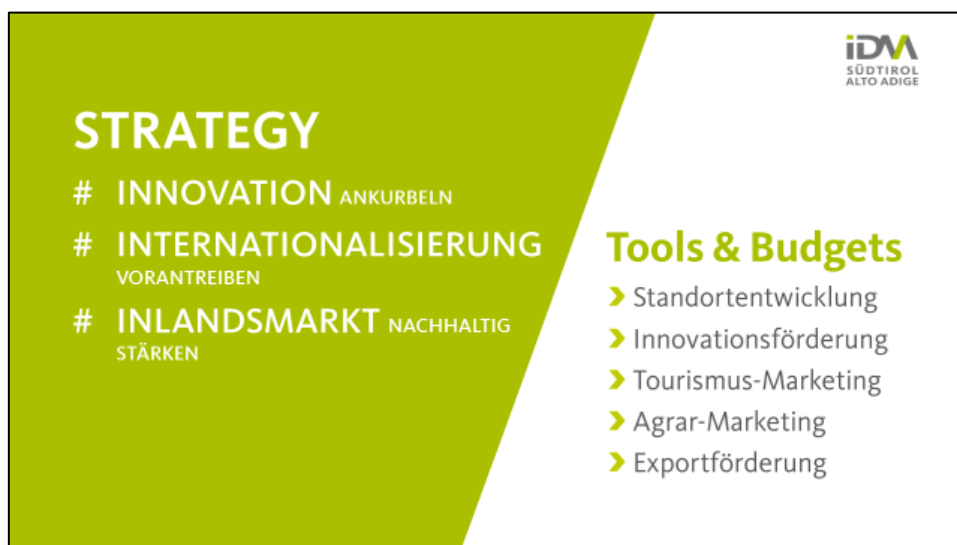 iDM
SÜDTIROL
ALTO ADIGE
STRATEGY
# INNOVATION ANKURBELN
# INTERNATIONALISIERUNG
VORANTREIBEN
# INLANDSMARKT NACHHALTIG
STÄRKEN
Tools & Budgets
Standortentwicklung
Innovationsförderung
Tourismus-Marketing
Agrar-Marketing
Exportförderung